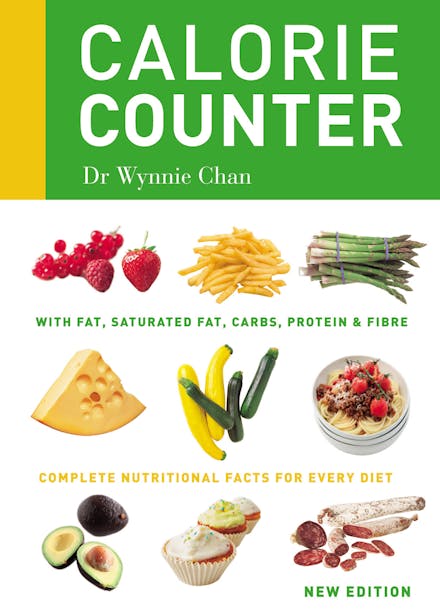 CALORIE
COUNTER
Dr Wynnie Chan
WITH FAT, SATURATED FAT, CARBS, PROTEIN & FIBRE
COMPLETE NUTRITIONAL FACTS FOR EVERY DIET
NEW EDITION